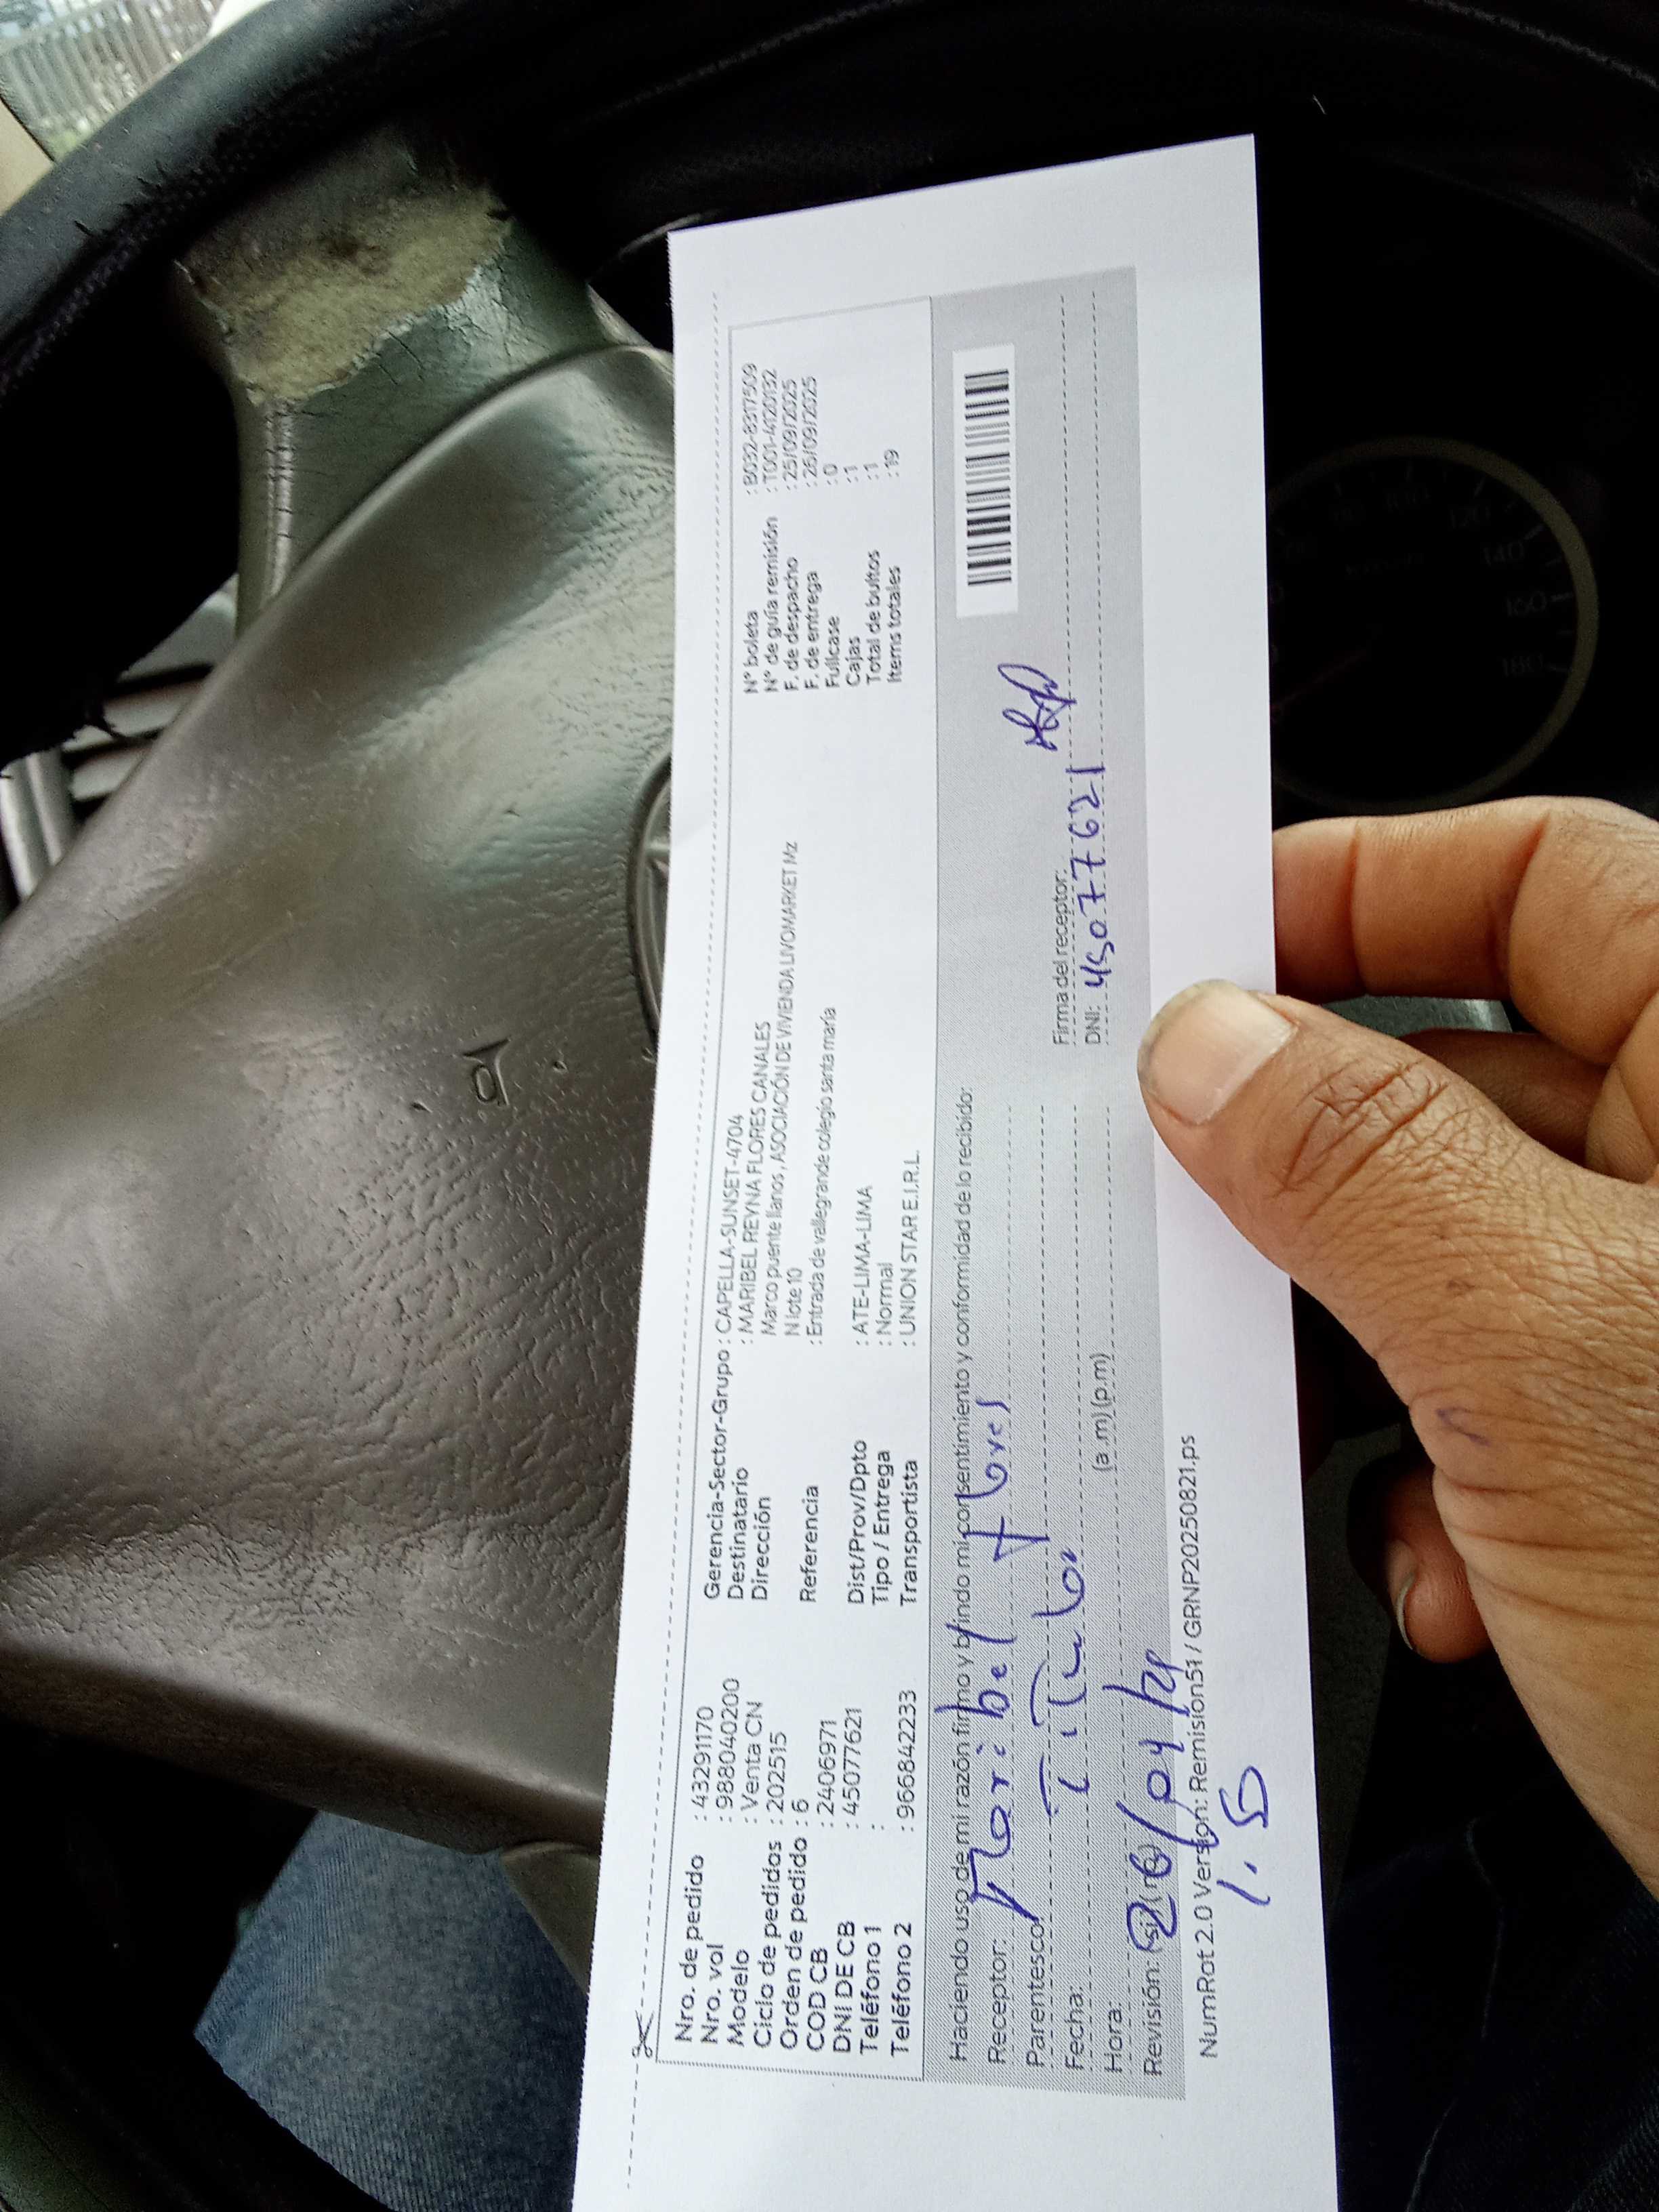 Nro. de pedido : 43291170
Nro. vol : 988040200
Modelo : Venta CN
Ciclo de pedidos : 202515
Orden de pedido : 6
COD CB : 2406971
DNI DE CB : 45077621
Teléfono 1 :
Teléfono 2 : 966842233
Gerencia-Sector-Grupo : CAPELLA-SUNSET-4704
Destinatario : MARIBEL REYNA FLORES CANALES
Dirección Marco puente llanos , ASOCIACIÓN DE VIVIENDA LIVOMARKET Mz
N lote 10
Referencia : Entrada de vallegrande colegio santa maría
Dist/Prov/Dpto : ATE-LIMA-LIMA
Tipo / Entrega : Normal
Transportista : UNION STAR E.I.R.L.
N° boleta : B032-8317509
N° de guía remisión : T001-4120132
F. de despacho : 25/09/2025
F. de entrega : 26/09/2025
Fullcase : 0
Cajas : 1
Total de bultos : 1
Items totales : 19
Haciendo uso de mi razón firmo y brindo mi consentimiento y conformidad de lo recibido:
Receptor: Maribel Flores
Parentesco: Titular
Fecha:
Hora: (a.m) (p.m)
Revisión: (si)
Firma del receptor:
DNI: 45077621
NumRot 2.0 Version: Remision51 / GRNP20250821.ps